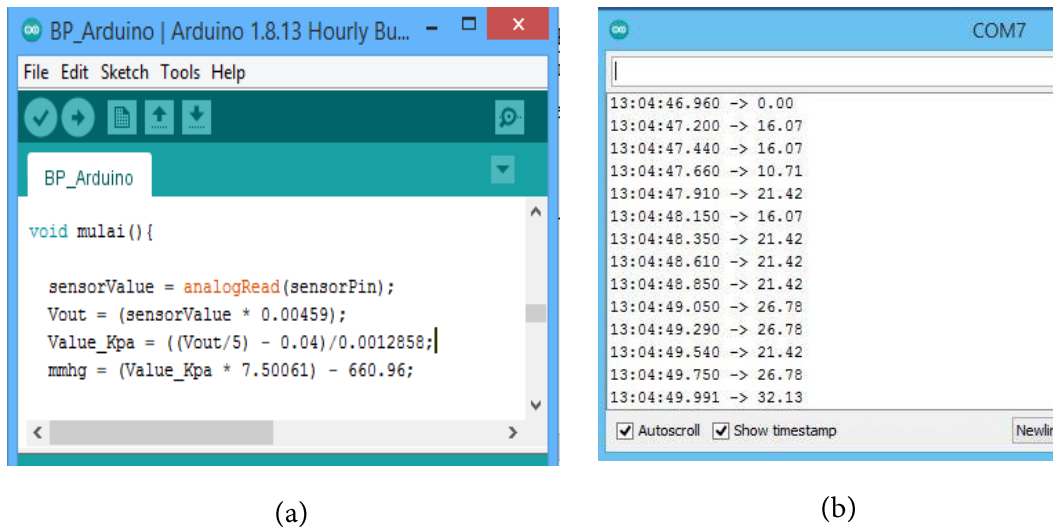 BP_Arduino | Arduino 1.8.13 Hourly Bu...
File Edit Sketch Tools Help
BP_Arduino
void mulai(){
sensorValue = analogRead(sensorPin);
Vout = (sensorValue * 0.00459);
Value_Kpa = ((Vout/5) - 0.04)/0.0012858;
mmhg = (Value_Kpa * 7.50061) - 660.96;
(a)
COM7
13:04:46.960 -> 0.00
13:04:47.200 -> 16.07
13:04:47.440 -> 16.07
13:04:47.660 -> 10.71
13:04:47.910 -> 21.42
13:04:48.150 -> 16.07
13:04:48.350 -> 21.42
13:04:48.610 -> 21.42
13:04:48.850 -> 21.42
13:04:49.050 -> 26.78
13:04:49.290 -> 26.78
13:04:49.540 -> 21.42
13:04:49.750 -> 26.78
13:04:49.991 -> 32.13
Autoscroll Show timestamp
(b)